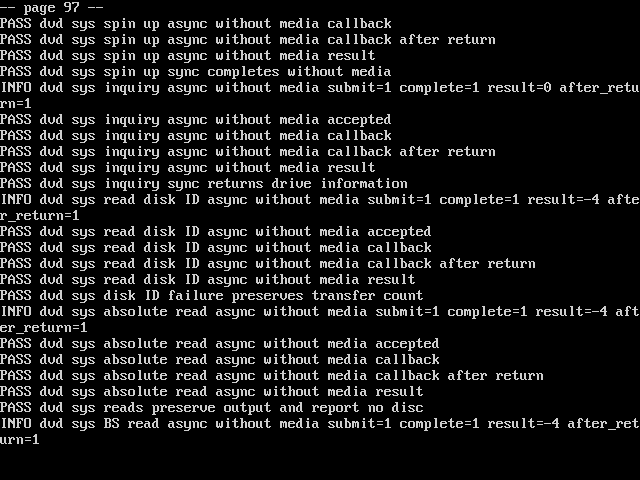 -- page 97 --
PASS dvd sys spin up async without media callback
PASS dvd sys spin up async without media callback after return
PASS dvd sys spin up async without media result
PASS dvd sys spin up sync completes without media
INFO dvd sys inquiry async without media submit=1 complete=1 result=0 after_retu
rn=1
PASS dvd sys inquiry async without media accepted
PASS dvd sys inquiry async without media callback
PASS dvd sys inquiry async without media callback after return
PASS dvd sys inquiry async without media result
PASS dvd sys inquiry sync returns drive information
INFO dvd sys read disk ID async without media submit=1 complete=1 result=-4 afte
r_return=1
PASS dvd sys read disk ID async without media accepted
PASS dvd sys read disk ID async without media callback
PASS dvd sys read disk ID async without media callback after return
PASS dvd sys read disk ID async without media result
PASS dvd sys disk ID failure preserves transfer count
INFO dvd sys absolute read async without media submit=1 complete=1 result=-4 aft
er_return=1
PASS dvd sys absolute read async without media accepted
PASS dvd sys absolute read async without media callback
PASS dvd sys absolute read async without media callback after return
PASS dvd sys absolute read async without media result
PASS dvd sys reads preserve output and report no disc
INFO dvd sys BS read async without media submit=1 complete=1 result=-4 after_ret
urn=1